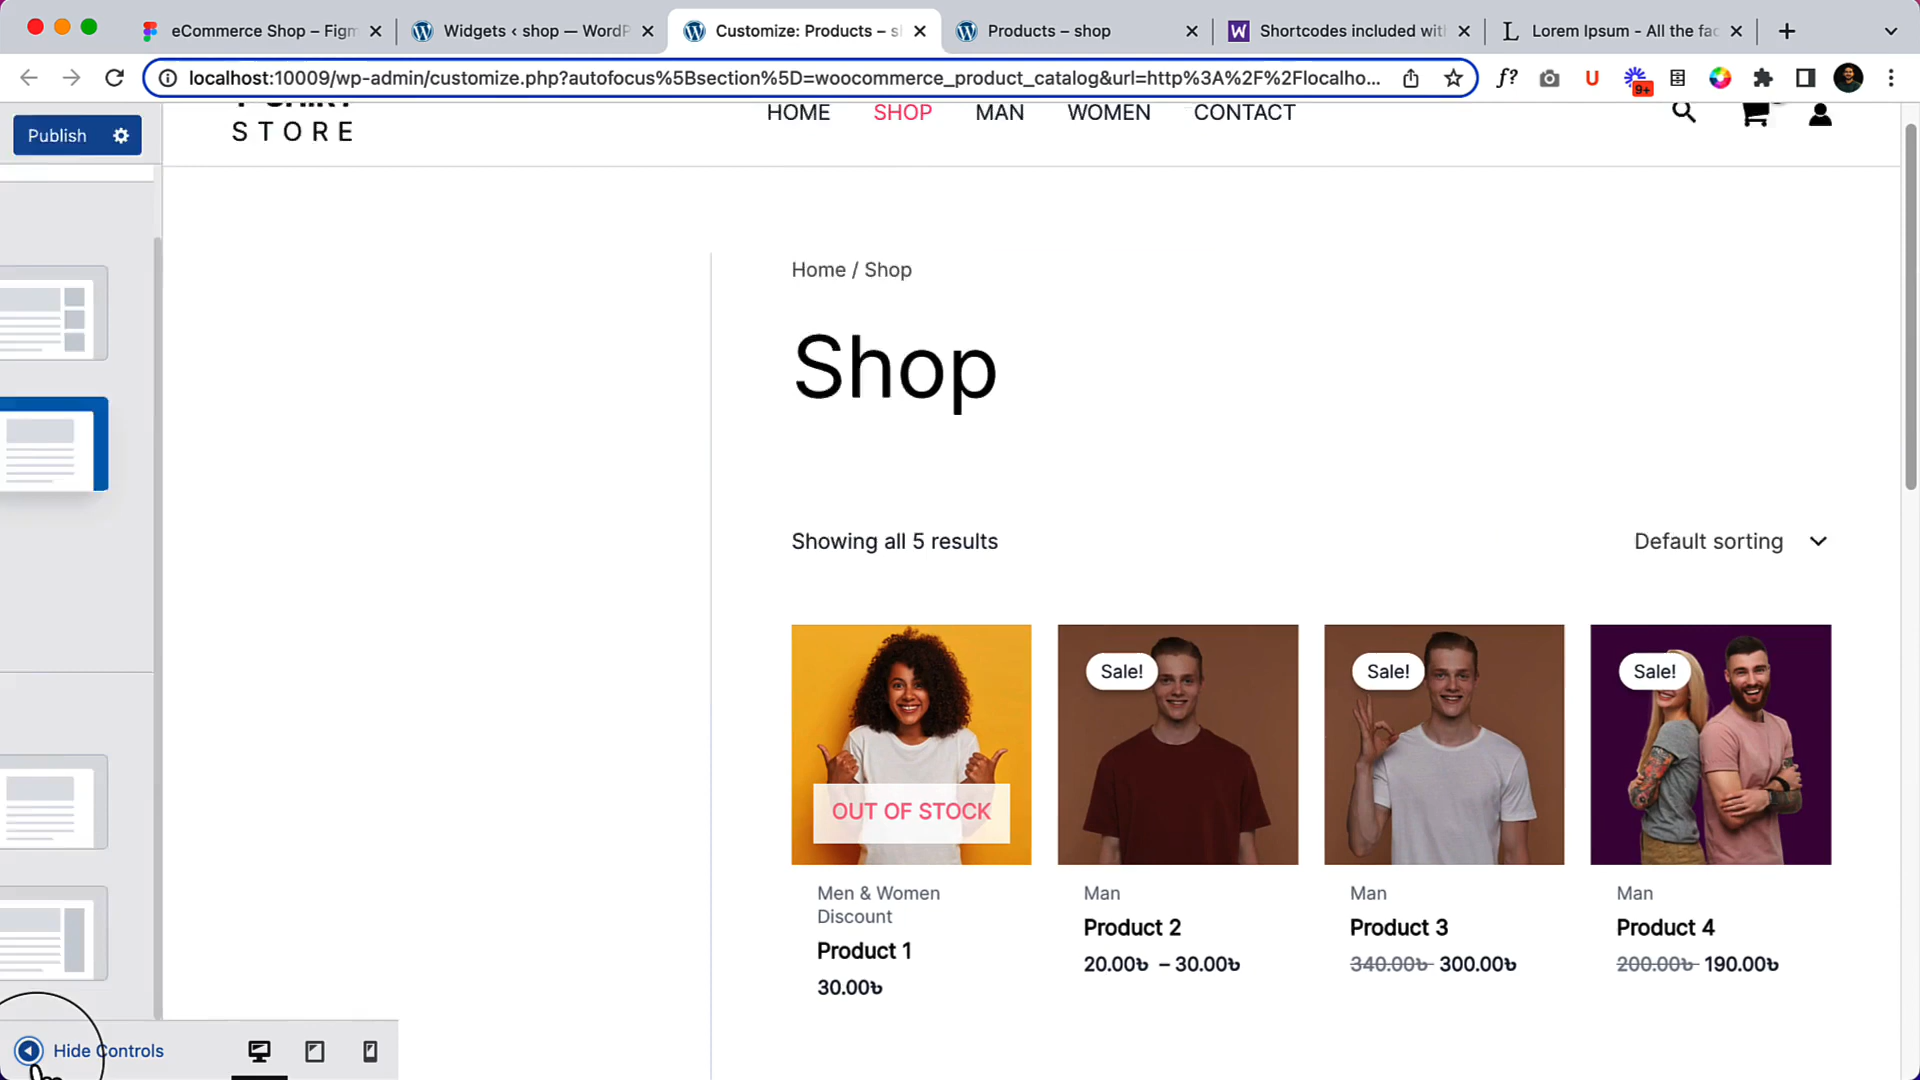 eCommerce Shop – Figm
Widgets ‹ shop — WordP
Customize: Products – s
Products – shop
Shortcodes included wit
Lorem Ipsum - All the fac
localhost:10009/wp-admin/customize.php?autofocus%5Bsection%5D=woocommerce_product_catalog&url=http%3A%2F%2Flocalho...
f?
U
9+
Publish
T-SHIRT
STORE
HOME
SHOP
MAN
WOMEN
CONTACT
Home / Shop
Shop
Showing all 5 results
Default sorting
Sale!
Sale!
Sale!
OUT OF STOCK
Men & Women
Discount
Product 1
30.00৳
Man
Product 2
20.00৳ – 30.00৳
Man
Product 3
340.00৳ 300.00৳
Man
Product 4
200.00৳ 190.00৳
Hide Controls